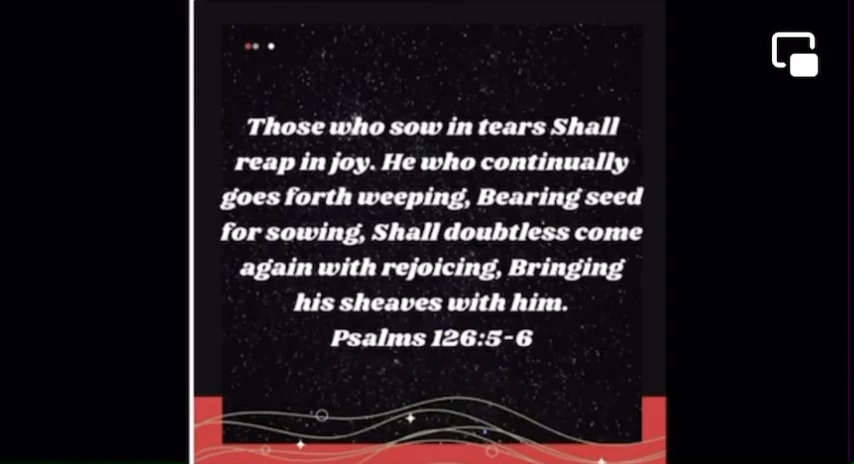 Those who sow in tears Shall
reap in joy. He who continually
goes forth weeping, Bearing seed
for sowing, Shall doubtless come
again with rejoicing, Bringing
his sheaves with him.
Psalms 126:5-6